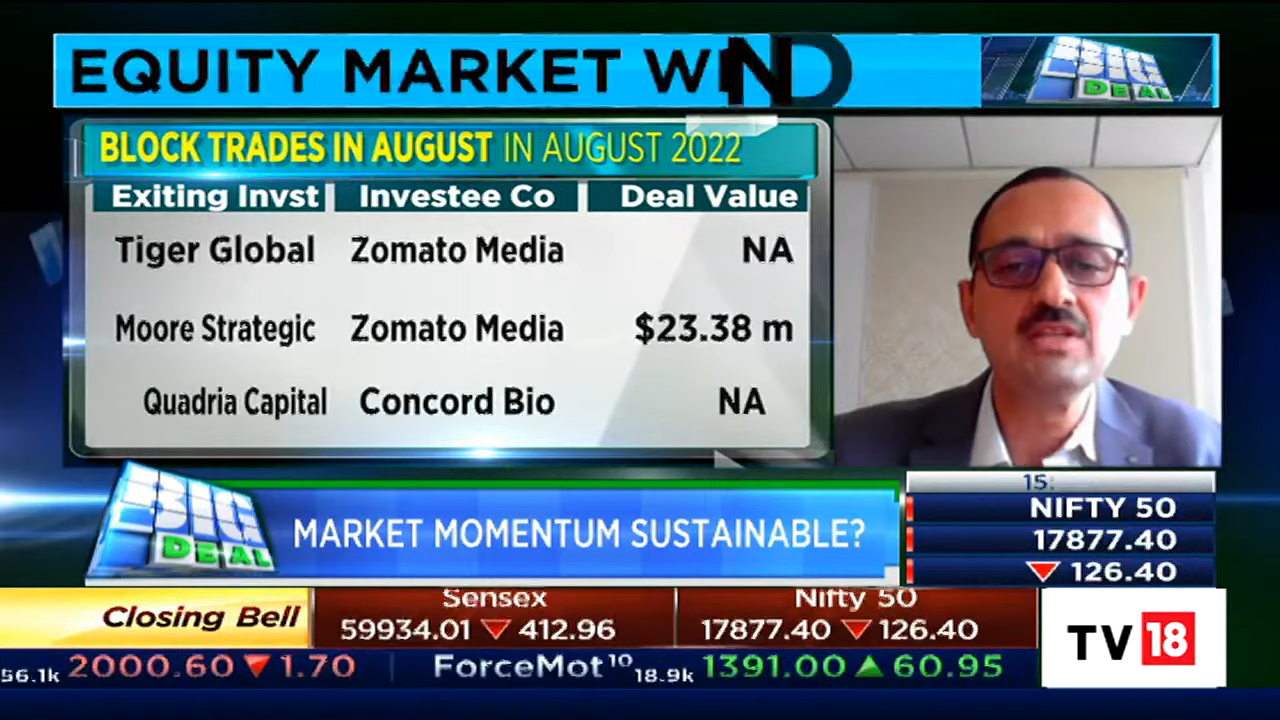 EQUITY MARKET WIND
BIG
DEAL
BLOCK TRADES IN AUGUST IN AUGUST 2022
Exiting Invst Investee Co Deal Value
Tiger Global Zomato Media NA
Moore Strategic Zomato Media $23.38 m
Quadria Capital Concord Bio NA
BIG
DEAL
MARKET MOMENTUM SUSTAINABLE?
15:
NIFTY 50
17877.40
▼ 126.40
Closing Bell
Sensex
59934.01 ▼ 412.96
Nifty 50
17877.40 ▼ 126.40
TV18
56.1k 2000.60 ▼ 1.70 ForceMot10 18.9k 1391.00 ▲ 60.95